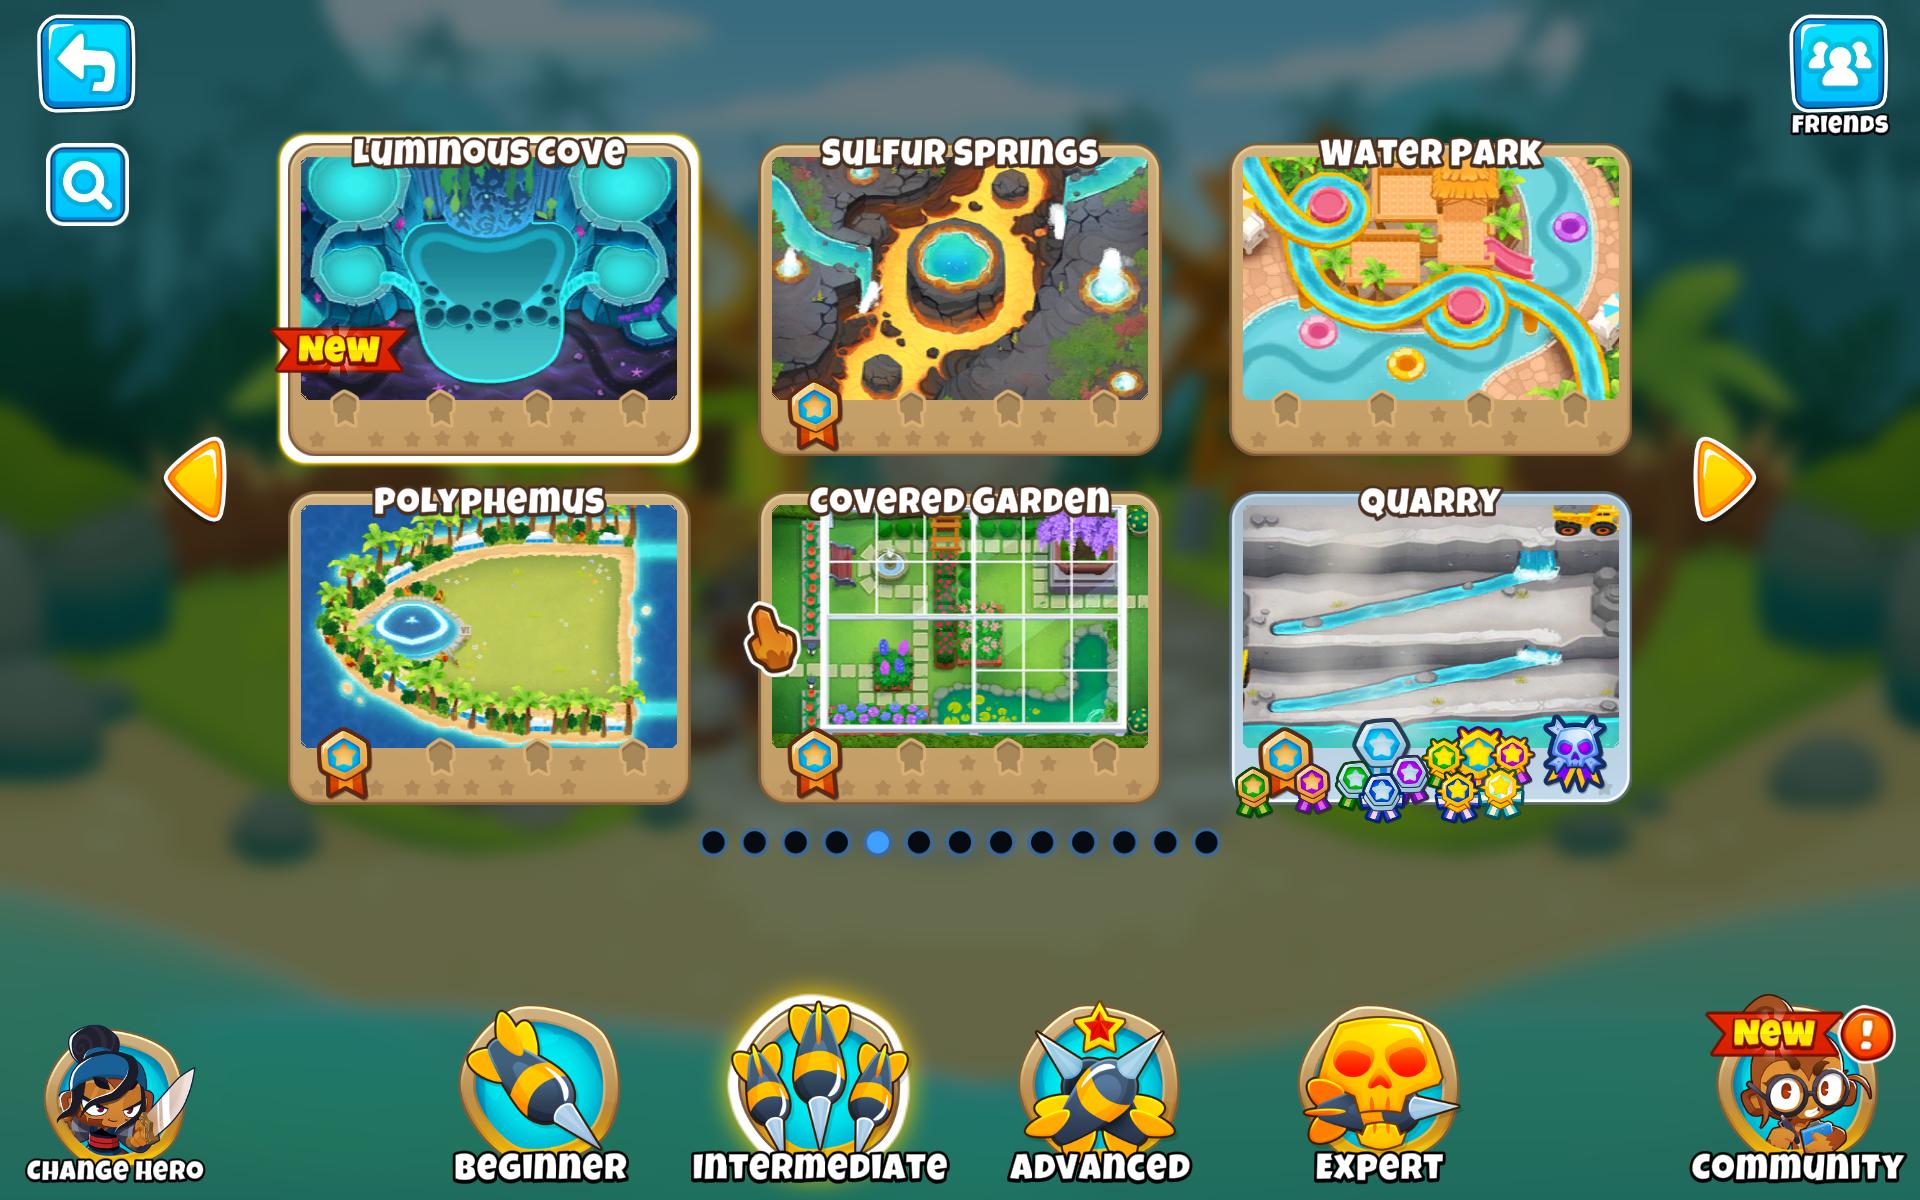 FRIENDS
LUMINOUS COVE
SULFUR SPRINGS
WATER PARK
New
POLYPHEMUS
COVERED GARDEN
QUARRY
VI
New
!
CHANGE HERO
BEGINNER
INTERMEDIATE
ADVANCED
EXPERT
COMMUNITY